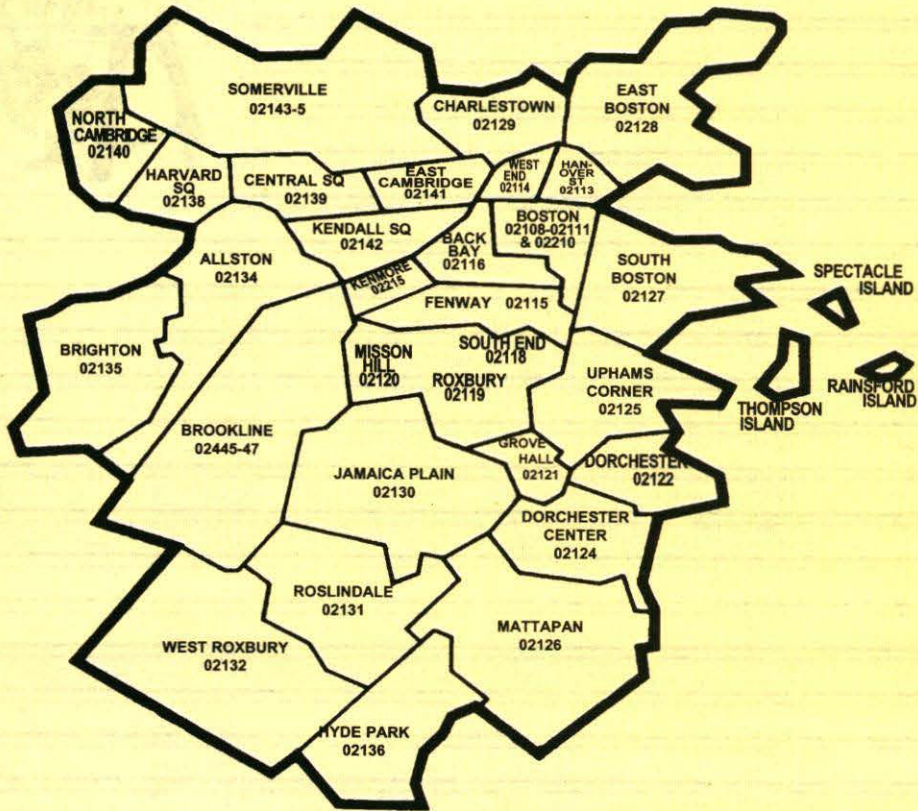 SOMERVILLE
02143-5
CHARLESTOWN
02129
EAST
BOSTON
02128
NORTH
CAMBRIDGE
02140
HARVARD
SQ
02138
CENTRAL SQ
02139
EAST
CAMBRIDGE
02141
WEST
END
02114
HAN-
OVER
ST
02113
ALLSTON
02134
KENDALL SQ
02142
BACK
BAY
02116
BOSTON
02108-02111
& 02210
SOUTH
BOSTON
02127
SPECTACLE
ISLAND
KENMORE
02215
FENWAY 02115
BRIGHTON
02135
MISSON
HILL
02120
SOUTH END
02118
ROXBURY
02119
UPHAMS
CORNER
02125
THOMPSON
ISLAND
RAINSFORD
ISLAND
BROOKLINE
02445-47
JAMAICA PLAIN
02130
GROVE
HALL
02121
DORCHESTER
02122
DORCHESTER
CENTER
02124
ROSLINDALE
02131
MATTAPAN
02126
WEST ROXBURY
02132
HYDE PARK
02136